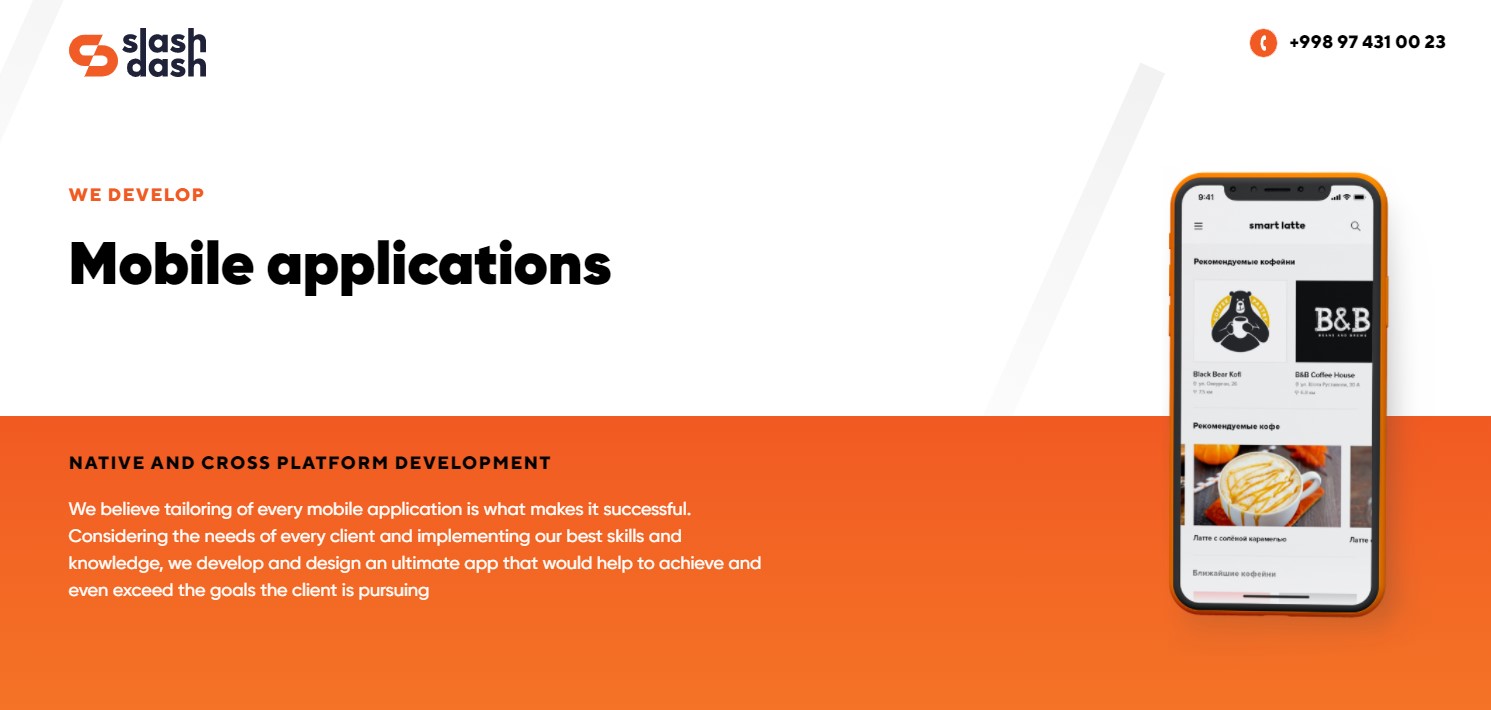 slash
dash
+998 97 431 00 23
WE DEVELOP
Mobile applications
9:41
smart latte
Рекомендуемые кофейни
B&B
BEANS AND BREWS
Black Bear Kofi
B&B Coffee House
Рекомендуемые кофе
Латте с солёной карамелью
Латте
Ближайшие кофейни
NATIVE AND CROSS PLATFORM DEVELOPMENT
We believe tailoring of every mobile application is what makes it successful.
Considering the needs of every client and implementing our best skills and
knowledge, we develop and design an ultimate app that would help to achieve and
even exceed the goals the client is pursuing